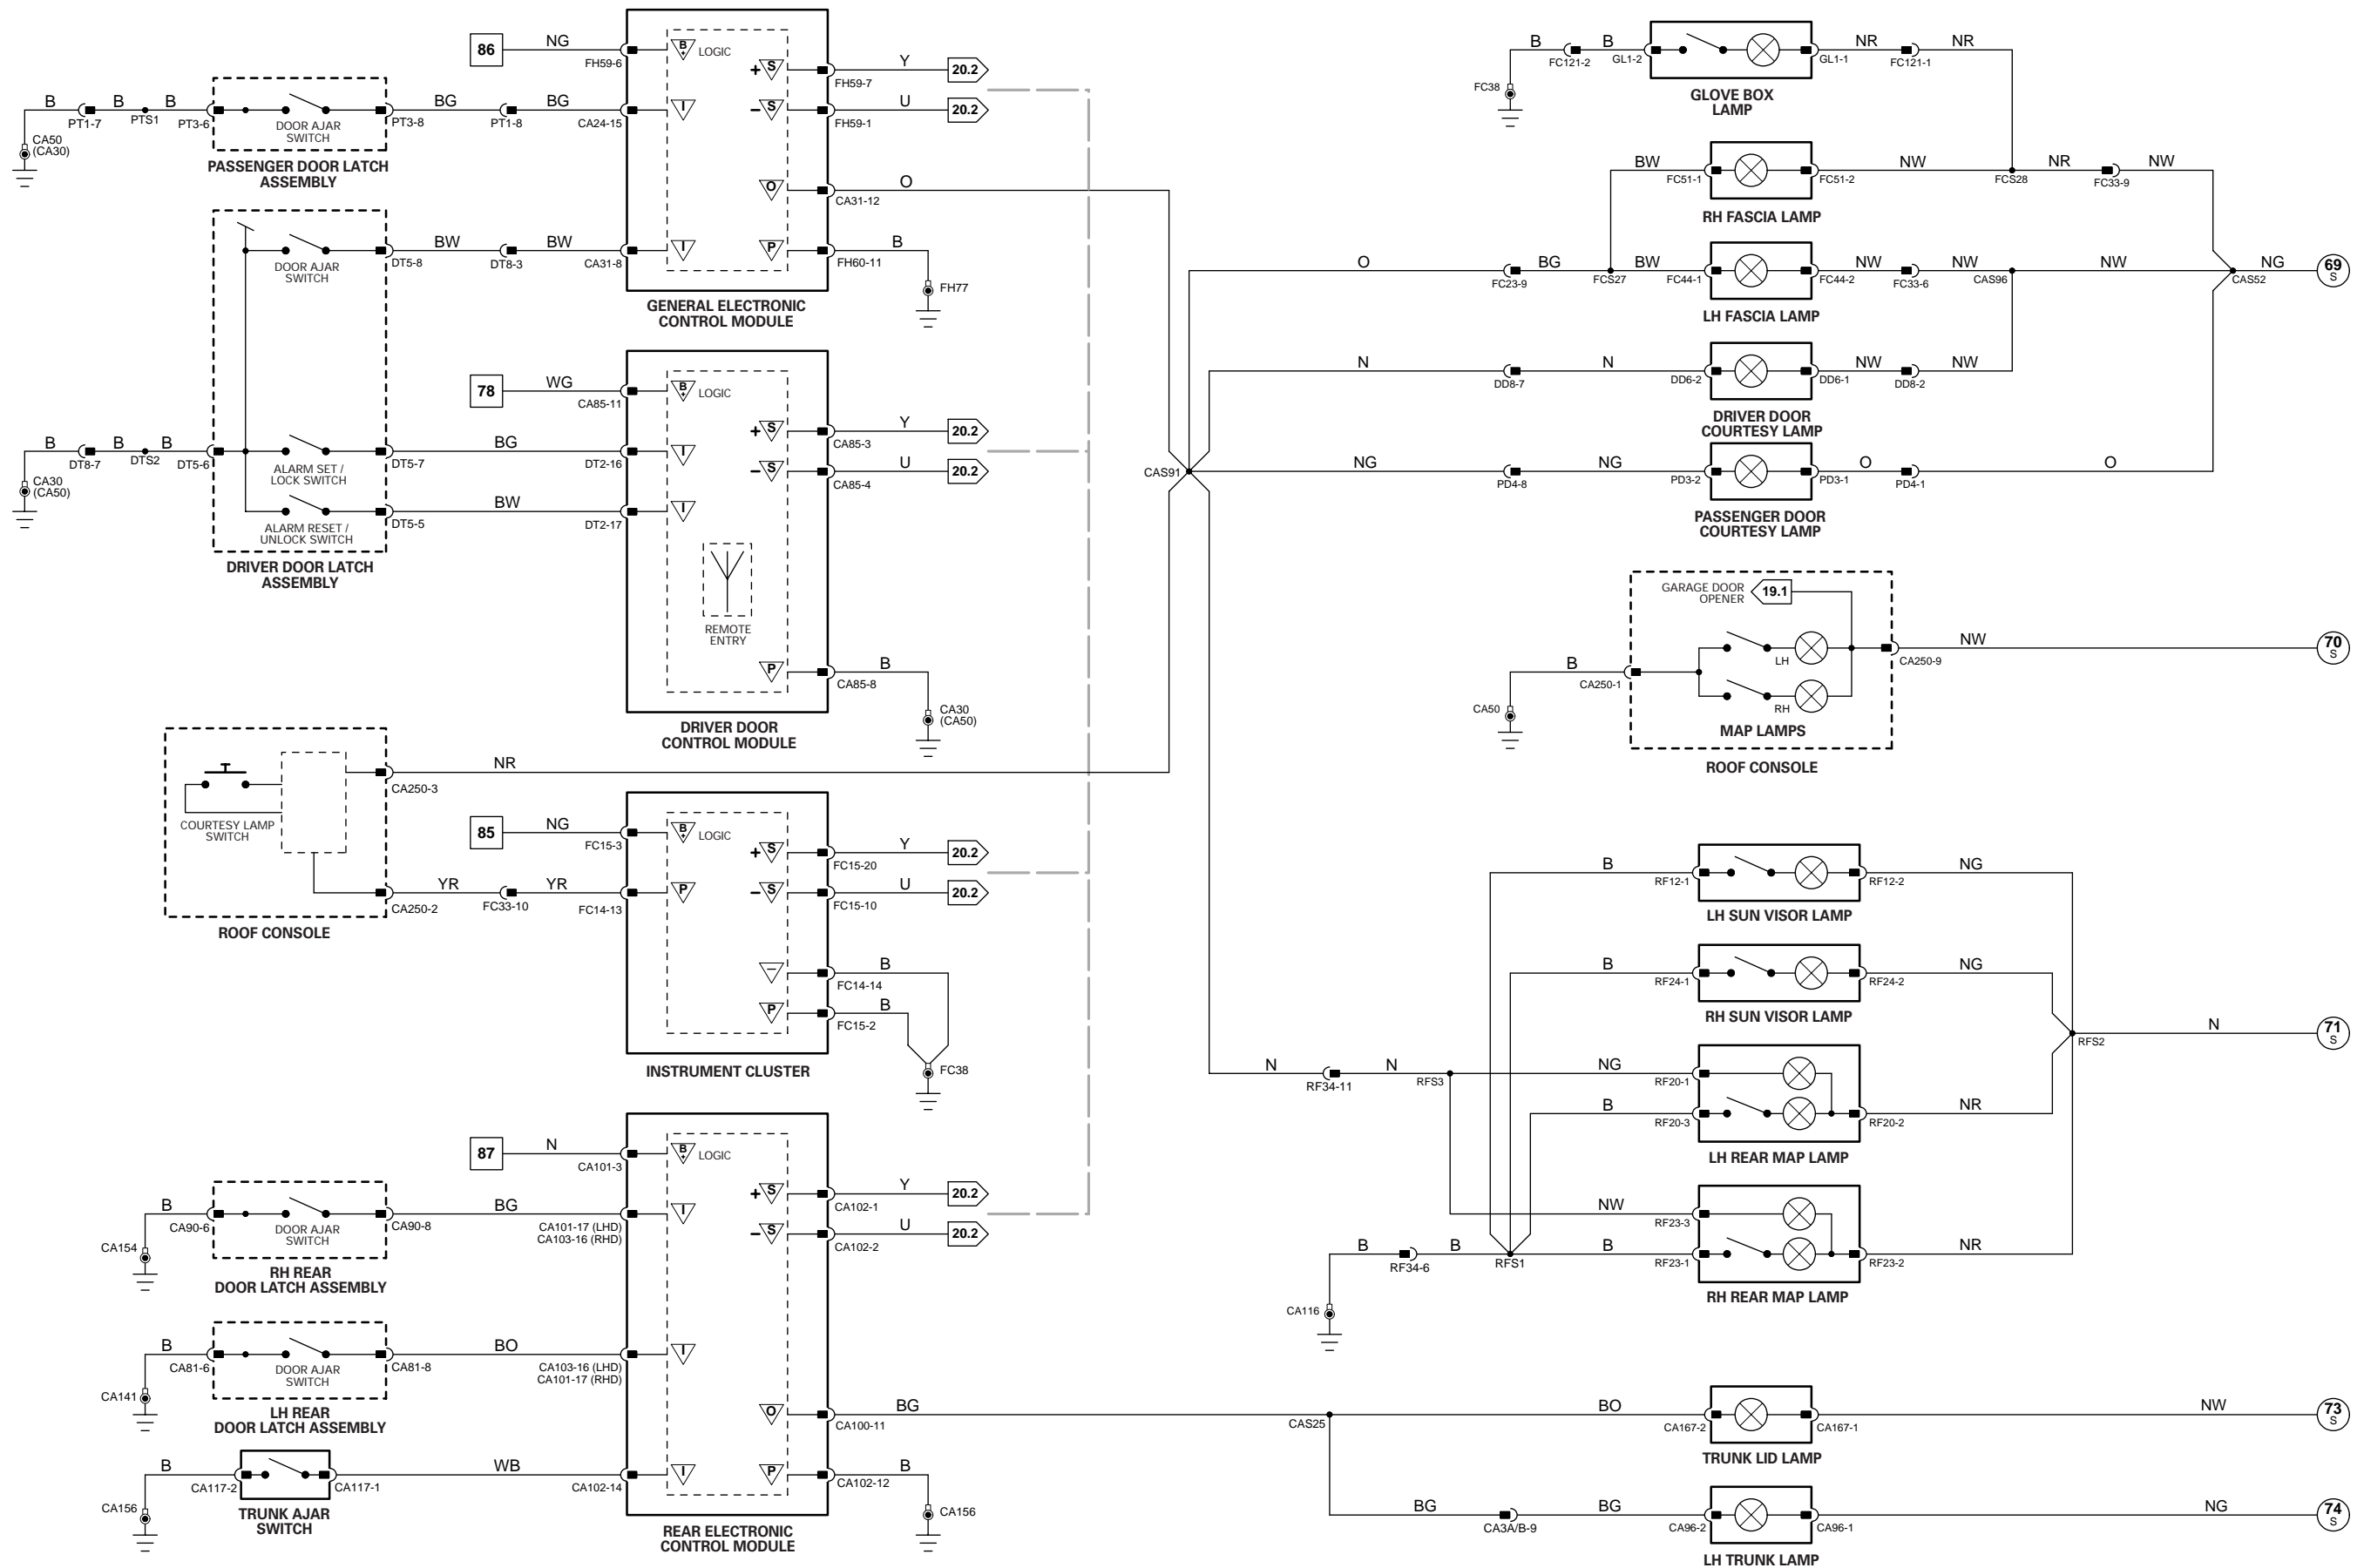 86
NG
FH59-6
B
+
LOGIC
+
S
Y
20.2
FH59-7
B
B
B
PT1-7
PTS1
PT3-6
CA50
(CA30)
DOOR AJAR
SWITCH
PT3-8
BG
PT1-8
BG
CA24-15
I
–
S
U
20.2
FH59-1
PASSENGER DOOR LATCH
ASSEMBLY
O
O
CA31-12
DOOR AJAR
SWITCH
DT5-8
BW
DT8-3
BW
CA31-8
I
P
B
FH60-11
FH77
GENERAL ELECTRONIC
CONTROL MODULE
78
WG
CA85-11
B
+
LOGIC
+
S
Y
20.2
CA85-3
B
B
B
DT8-7
DTS2
DT5-6
CA30
(CA50)
ALARM SET /
LOCK SWITCH
DT5-7
BG
DT2-16
I
–
S
U
20.2
CA85-4
ALARM RESET /
UNLOCK SWITCH
DT5-5
BW
DT2-17
I
DRIVER DOOR LATCH
ASSEMBLY
REMOTE
ENTRY
P
B
CA85-8
CA30
(CA50)
DRIVER DOOR
CONTROL MODULE
NR
CA250-3
COURTESY LAMP
SWITCH
85
NG
FC15-3
B
+
LOGIC
+
S
Y
20.2
FC15-20
YR
CA250-2
FC33-10
YR
FC14-13
P
–
S
U
20.2
FC15-10
ROOF CONSOLE
–
B
FC14-14
P
B
FC15-2
FC38
INSTRUMENT CLUSTER
87
N
CA101-3
B
+
LOGIC
+
S
Y
20.2
CA102-1
B
CA90-6
CA154
DOOR AJAR
SWITCH
CA90-8
BG
CA101-17 (LHD)
CA103-16 (RHD)
I
–
S
U
20.2
CA102-2
RH REAR
DOOR LATCH ASSEMBLY
B
CA81-6
CA141
DOOR AJAR
SWITCH
CA81-8
BO
CA103-16 (LHD)
CA101-17 (RHD)
I
LH REAR
DOOR LATCH ASSEMBLY
O
BG
CA100-11
B
CA117-2
CA156
CA117-1
WB
CA102-14
I
P
B
CA102-12
CA156
TRUNK AJAR
SWITCH
REAR ELECTRONIC
CONTROL MODULE
CAS91
CAS25
B
B
FC121-2
GL1-2
FC38
GLOVE BOX
LAMP
GL1-1
NR
FC121-1
NR
BW
FC51-1
RH FASCIA LAMP
FC51-2
NW
FCS28
NR
FC33-9
NW
O
FC23-9
BG
FCS27
BW
FC44-1
LH FASCIA LAMP
FC44-2
NW
FC33-6
NW
CAS96
NW
CAS52
NG
69
S
N
DD8-7
N
DD6-2
DRIVER DOOR
COURTESY LAMP
DD6-1
NW
DD8-2
NW
NG
PD4-8
NG
PD3-2
PASSENGER DOOR
COURTESY LAMP
PD3-1
O
PD4-1
O
GARAGE DOOR
OPENER
19.1
LH
RH
B
CA250-1
CA50
CA250-9
NW
70
S
MAP LAMPS
ROOF CONSOLE
B
RF12-1
LH SUN VISOR LAMP
RF12-2
NG
B
RF24-1
RH SUN VISOR LAMP
RF24-2
NG
RFS2
N
71
S
N
RF34-11
N
RFS3
NG
RF20-1
B
RF20-3
RF20-2
NR
LH REAR MAP LAMP
NW
RF23-3
B
RF34-6
B
RFS1
B
RF23-1
RF23-2
NR
CA116
RH REAR MAP LAMP
BO
CA167-2
CA167-1
NW
73
S
TRUNK LID LAMP
BG
CA3A/B-9
BG
CA96-2
CA96-1
NG
74
S
LH TRUNK LAMP